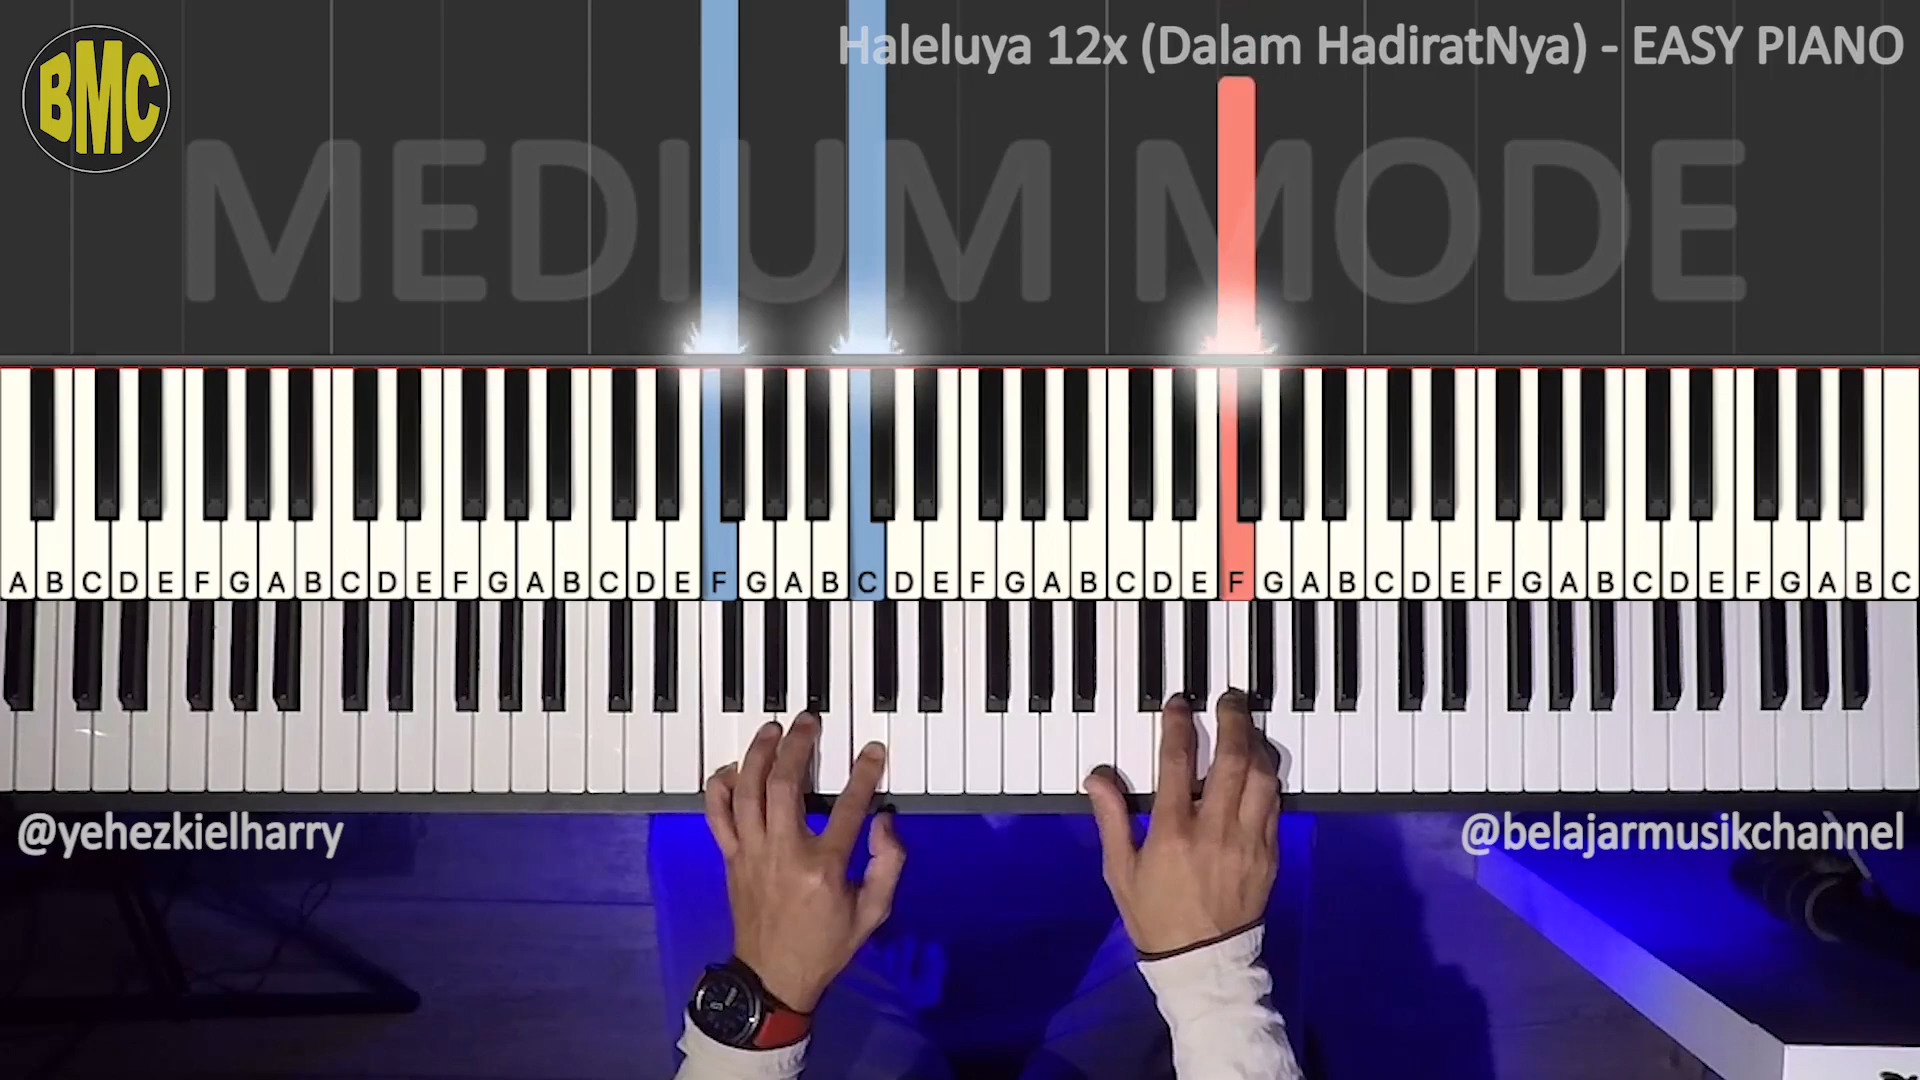 BMC
Haleluya 12x (Dalam HadiratNya) - EASY PIANO
MEDIUM MODE
A B C D E F G A B C D E F G A B C D E F G A B C D E F G A B C D E F G A B C D E F G A B C D E F G A B C
@yehezkielharry
@belajarmusikchannel